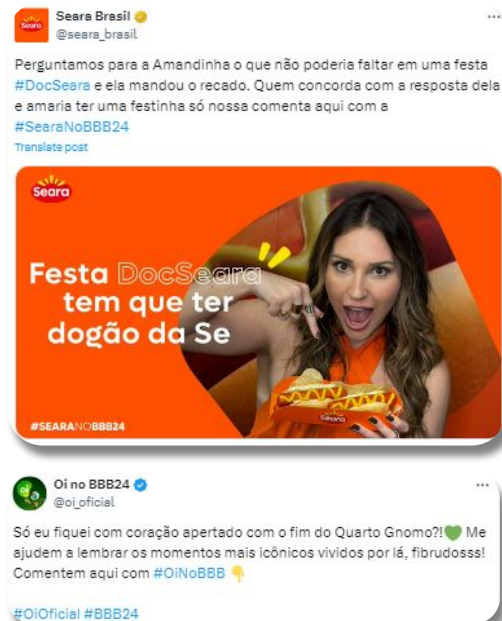 Seara Brasil
@seara_brasil
Perguntamos para a Amandinha o que não poderia faltar em uma festa
#DocSeara e ela mandou o recado. Quem concorda com a resposta dela
e amaria ter uma festinha só nossa comenta aqui com a
#SearaNoBBB24
Translate post
Seara
Festa DocSeara
tem que ter
dogão da Se
Seara
#SEARANOBBB24
Oi no BBB24
@oi_oficial
Só eu fiquei com coração apertado com o fim do Quarto Gnomo?!💚 Me
ajudem a lembrar os momentos mais icônicos vividos por lá, fibrudosss!
Comentem aqui com #OiNoBBB 👇
#OiOficial #BBB24